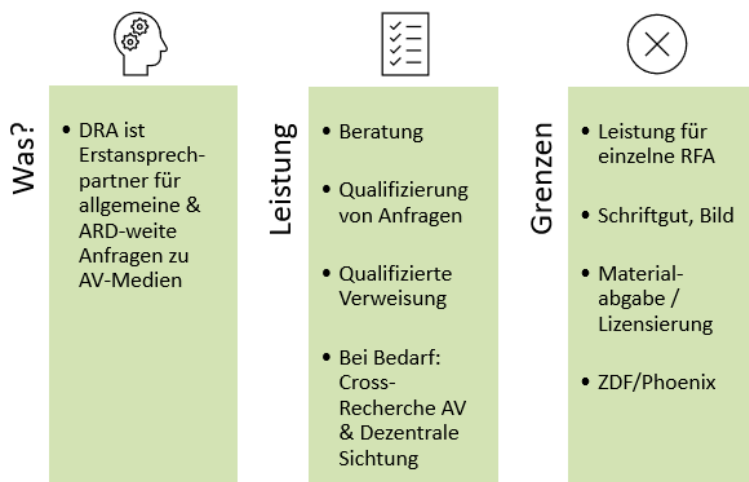 Was?
• DRA ist
Erstansprech-
partner für
allgemeine &
ARD-weite
Anfragen zu
AV-Medien
Leistung
• Beratung
• Qualifizierung
von Anfragen
• Qualifizierte
Verweisung
• Bei Bedarf:
Cross-
Recherche AV
& Dezentrale
Sichtung
Grenzen
• Leistung für
einzelne RFA
• Schriftgut, Bild
• Material-
abgabe /
Lizensierung
• ZDF/Phoenix